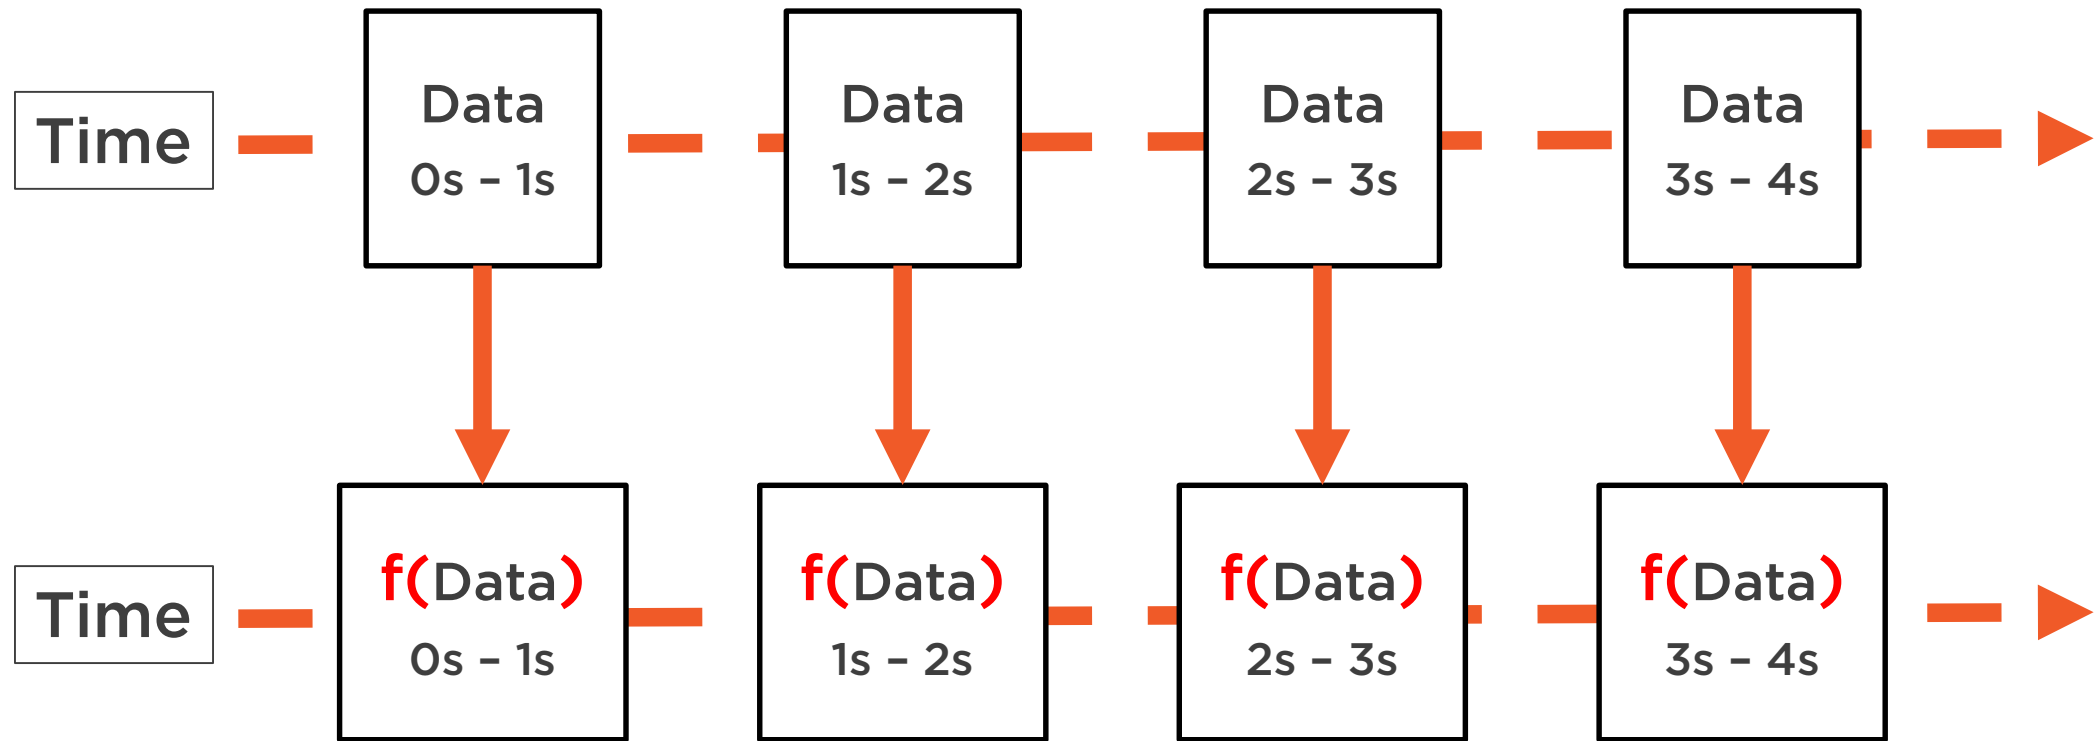 Time
Data
0s – 1s
Data
1s – 2s
Data
2s – 3s
Data
3s – 4s
Time
f(Data)
0s – 1s
f(Data)
1s – 2s
f(Data)
2s – 3s
f(Data)
3s – 4s